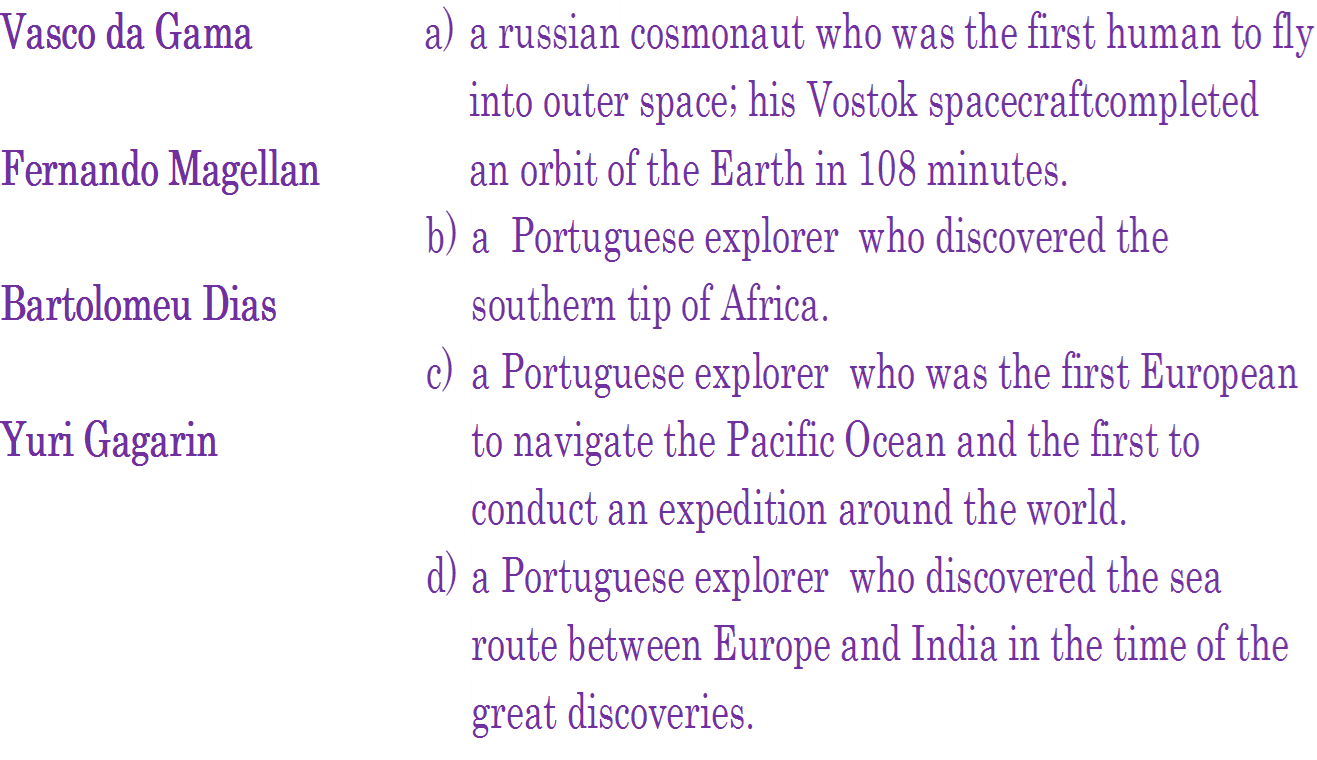 Vasco da Gama a) a russian cosmonaut who was the first human to fly
into outer space; his Vostok spacecraftcompleted
Fernando Magellan an orbit of the Earth in 108 minutes.
b) a Portuguese explorer who discovered the
Bartolomeu Dias southern tip of Africa.
c) a Portuguese explorer who was the first European
Yuri Gagarin to navigate the Pacific Ocean and the first to
conduct an expedition around the world.
d) a Portuguese explorer who discovered the sea
route between Europe and India in the time of the
great discoveries.